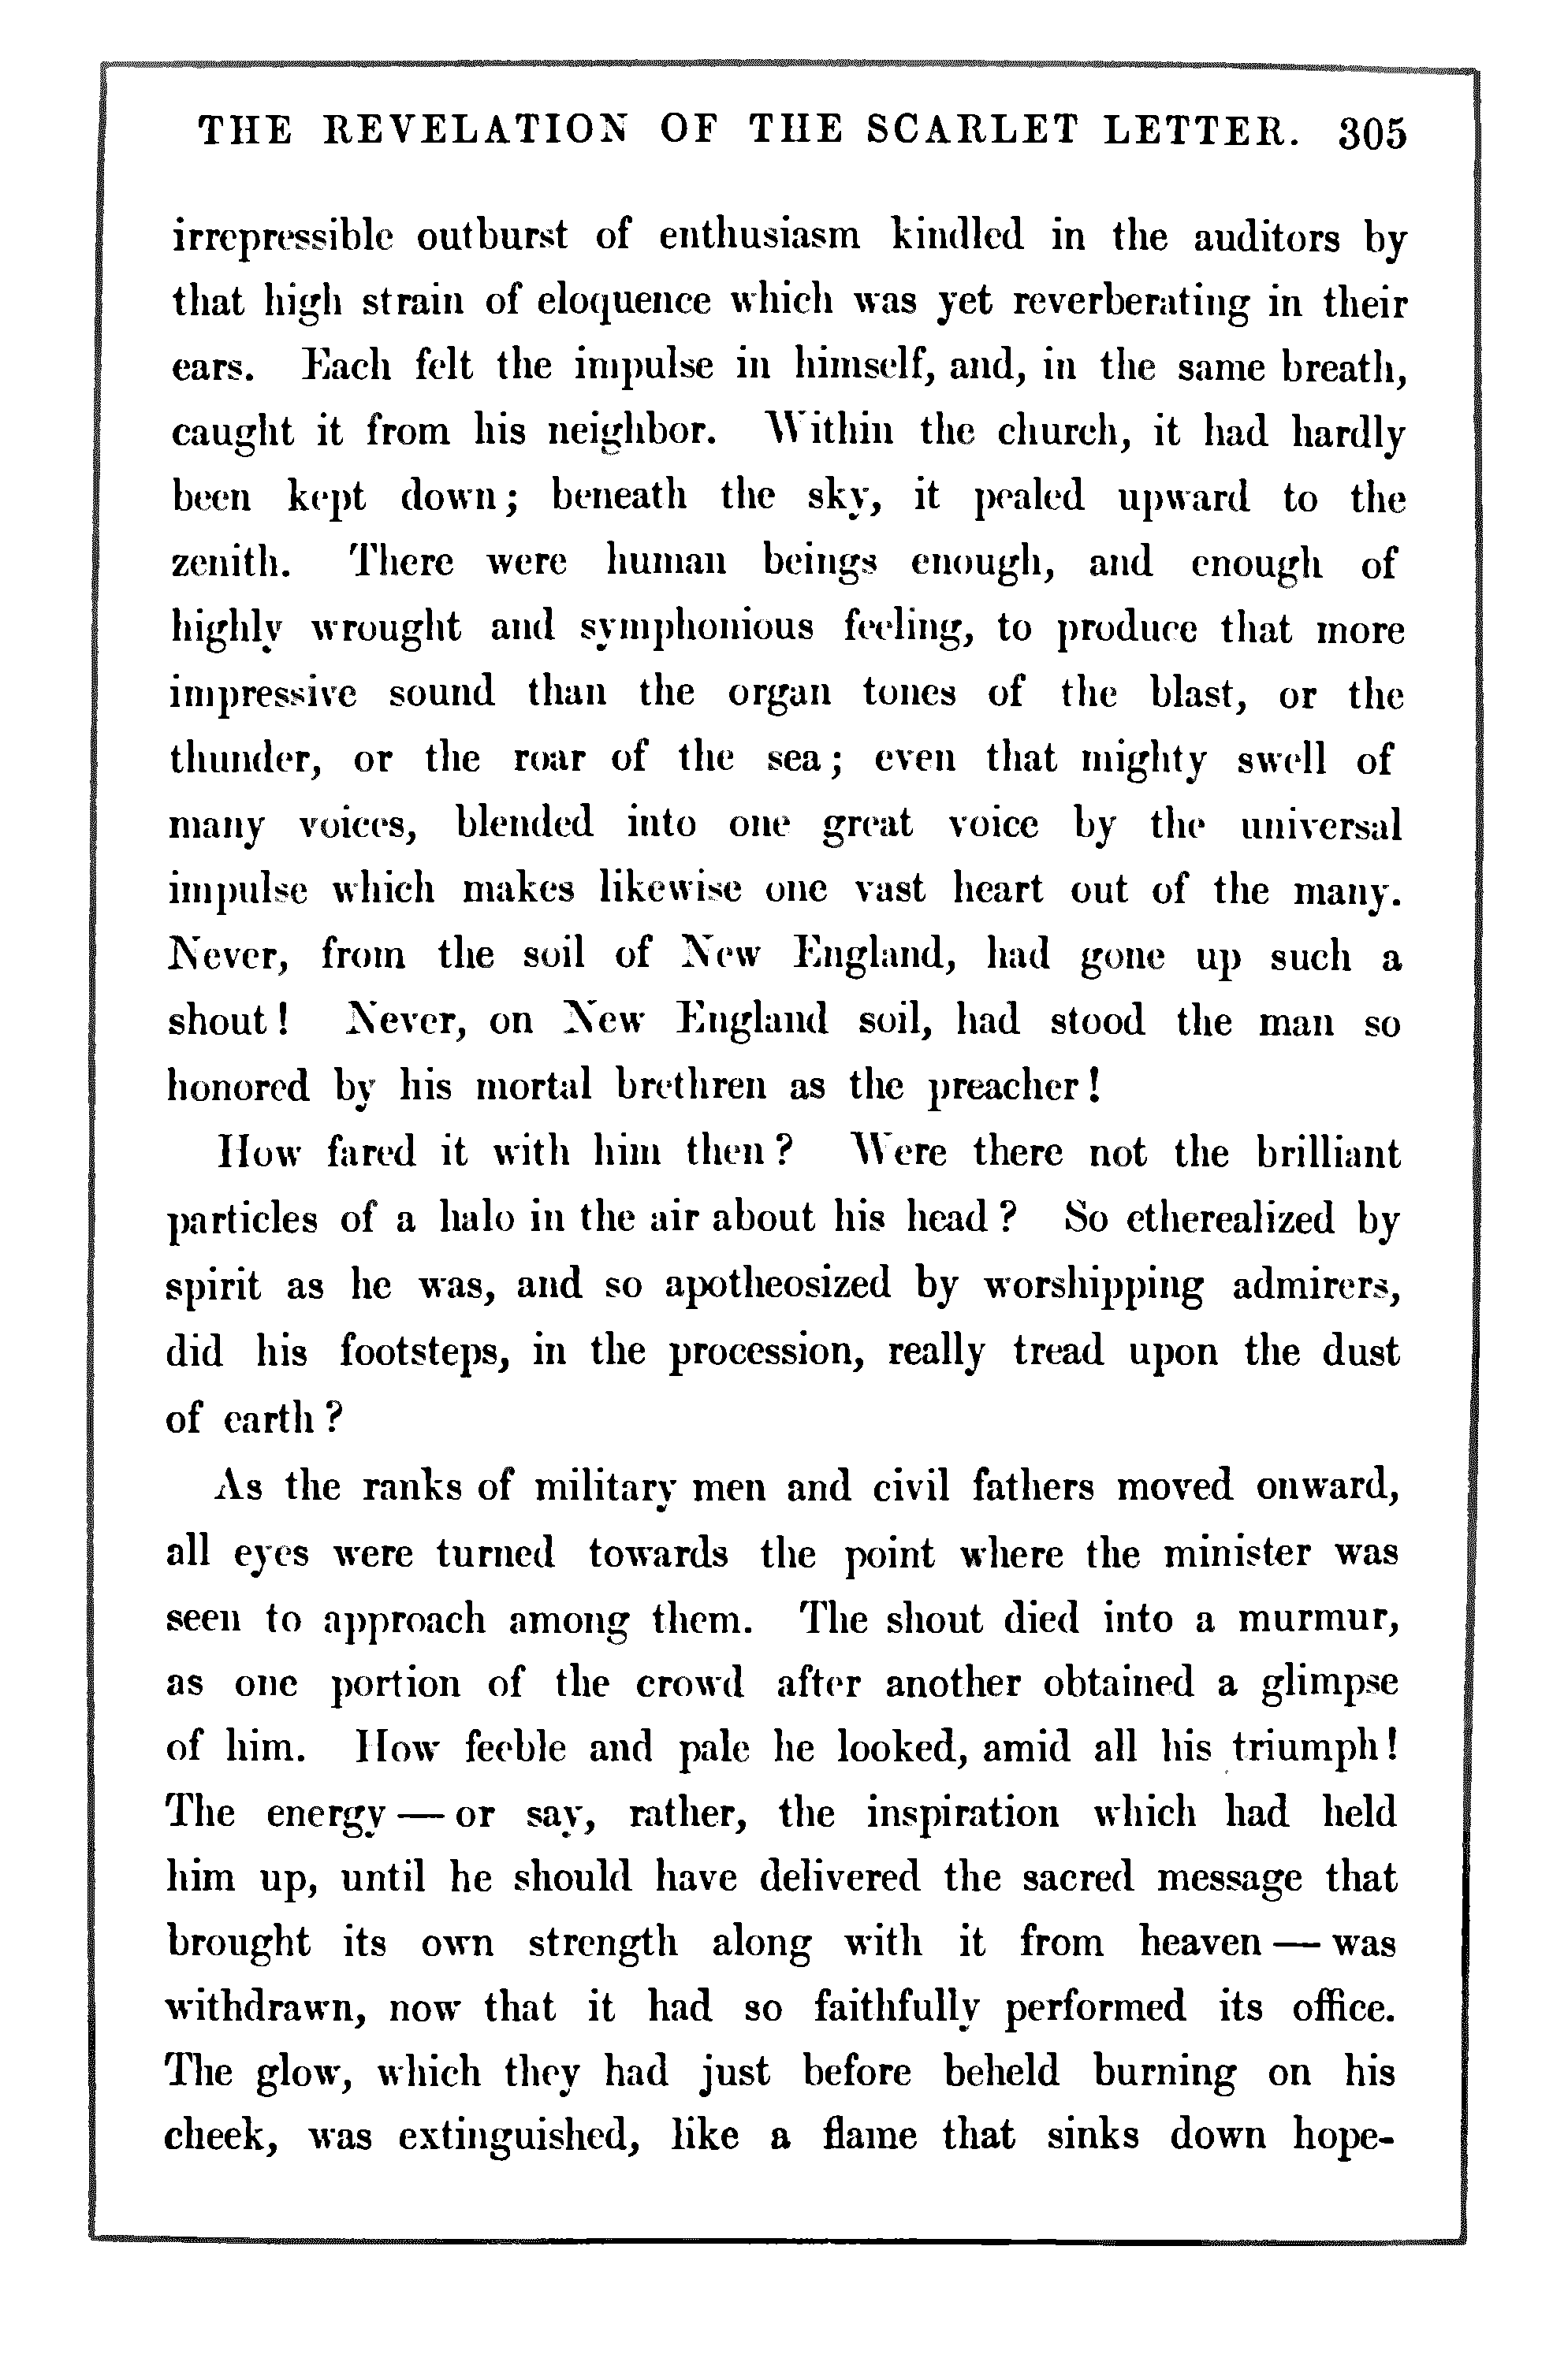 THE REVELATION OF THE SCARLET LETTER. 305
irrepressible outburst of enthusiasm kindled in the auditors by
that high strain of eloquence which was yet reverberating in their
ears. Each felt the impulse in himself, and, in the same breath,
caught it from his neighbor. Within the church, it had hardly
been kept down; beneath the sky, it pealed upward to the
zenith. There were human beings enough, and enough of
highly wrought and symphonious feeling, to produce that more
impressive sound than the organ tones of the blast, or the
thunder, or the roar of the sea; even that mighty swell of
many voices, blended into one great voice by the universal
impulse which makes likewise one vast heart out of the many.
Never, from the soil of New England, had gone up such a
shout! Never, on New England soil, had stood the man so
honored by his mortal brethren as the preacher!
How fared it with him then? Were there not the brilliant
particles of a halo in the air about his head? So etherealized by
spirit as he was, and so apotheosized by worshipping admirers,
did his footsteps, in the procession, really tread upon the dust
of earth?
As the ranks of military men and civil fathers moved onward,
all eyes were turned towards the point where the minister was
seen to approach among them. The shout died into a murmur,
as one portion of the crowd after another obtained a glimpse
of him. How feeble and pale he looked, amid all his triumph!
The energy — or say, rather, the inspiration which had held
him up, until he should have delivered the sacred message that
brought its own strength along with it from heaven — was
withdrawn, now that it had so faithfully performed its office.
The glow, which they had just before beheld burning on his
cheek, was extinguished, like a flame that sinks down hope-